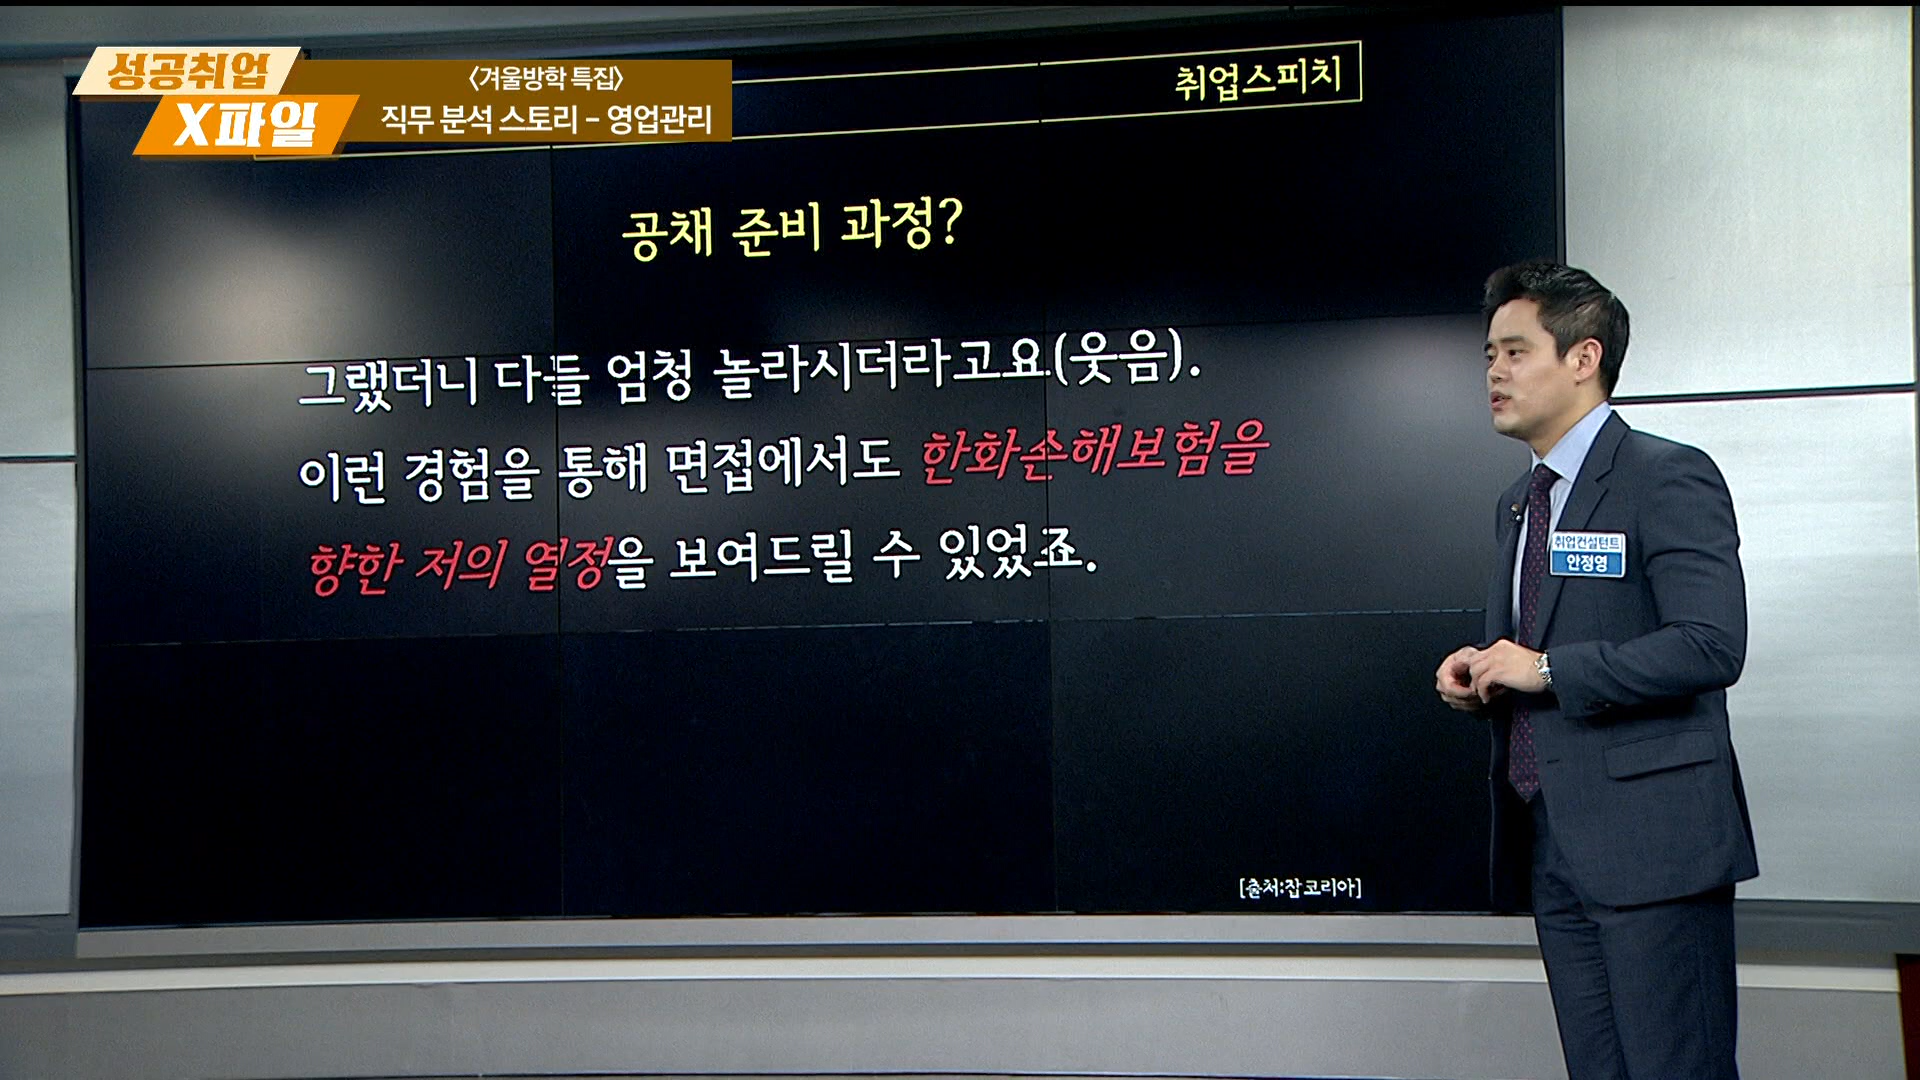 성공취업
X파일
<겨울방학 특집>
직무 분석 스토리 - 영업관리
취업스피치
공채 준비 과정?
그랬더니 다들 엄청 놀라시더라고요(웃음).
이런 경험을 통해 면접에서도 한화손해보험을
향한 저의 열정을 보여드릴 수 있었죠.
취업컨설턴트
안정영
[출처:잡코리아]